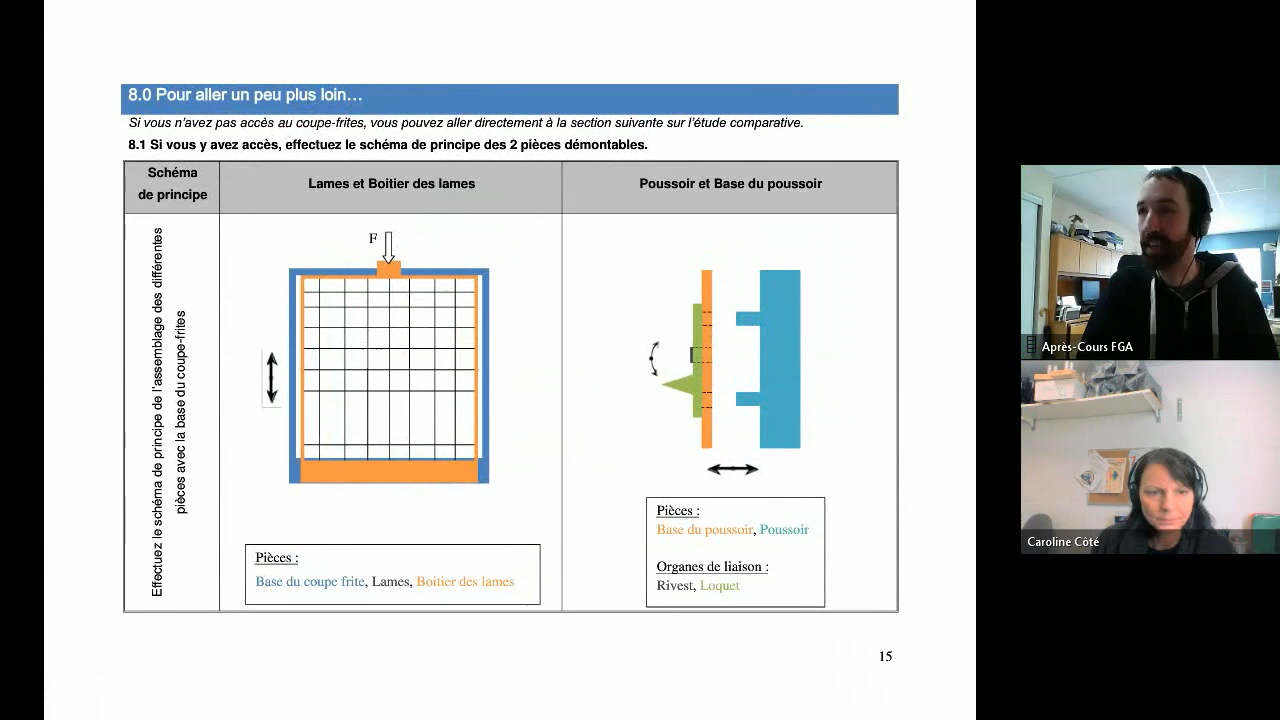 8.0 Pour aller un peu plus loin…
Si vous n'avez pas accès au coupe-frites, vous pouvez aller directement à la section suivante sur l'étude comparative.
8.1 Si vous y avez accès, effectuez le schéma de principe des 2 pièces démontables.
Schéma
de principe
Lames et Boitier des lames
Poussoir et Base du poussoir
Effectuez le schéma de principe de l'assemblage des différentes
pièces avec la base du coupe-frites
F
Pièces :
Base du coupe frite, Lames, Boitier des lames
Pièces :
Base du poussoir, Poussoir
Organes de liaison :
Rivest, Loquet
15
Après-Cours FGA
Caroline Côté